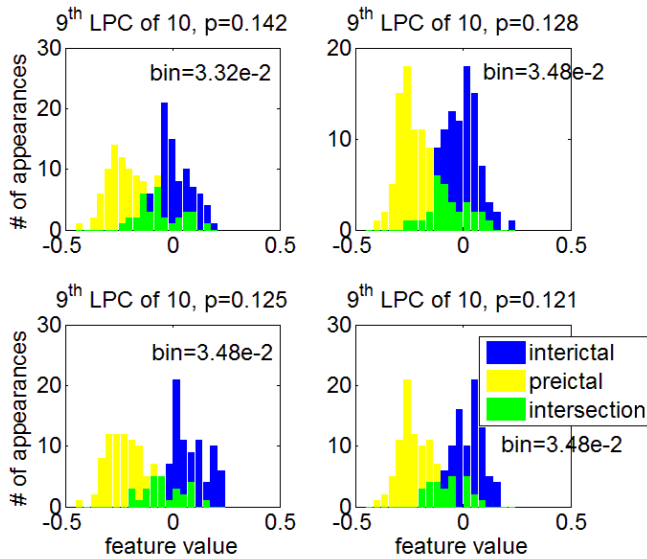 9th LPC of 10, p=0.142
30
20
10
0
-0.5
0
0.5
# of appearances
bin=3.32e-2
9th LPC of 10, p=0.128
20
10
0
-0.5
0
0.5
bin=3.48e-2
9th LPC of 10, p=0.125
30
20
10
0
-0.5
0
0.5
# of appearances
feature value
bin=3.48e-2
9th LPC of 10, p=0.121
30
20
10
0
-0.5
0
0.5
feature value
interictal
preictal
intersection
bin=3.48e-2